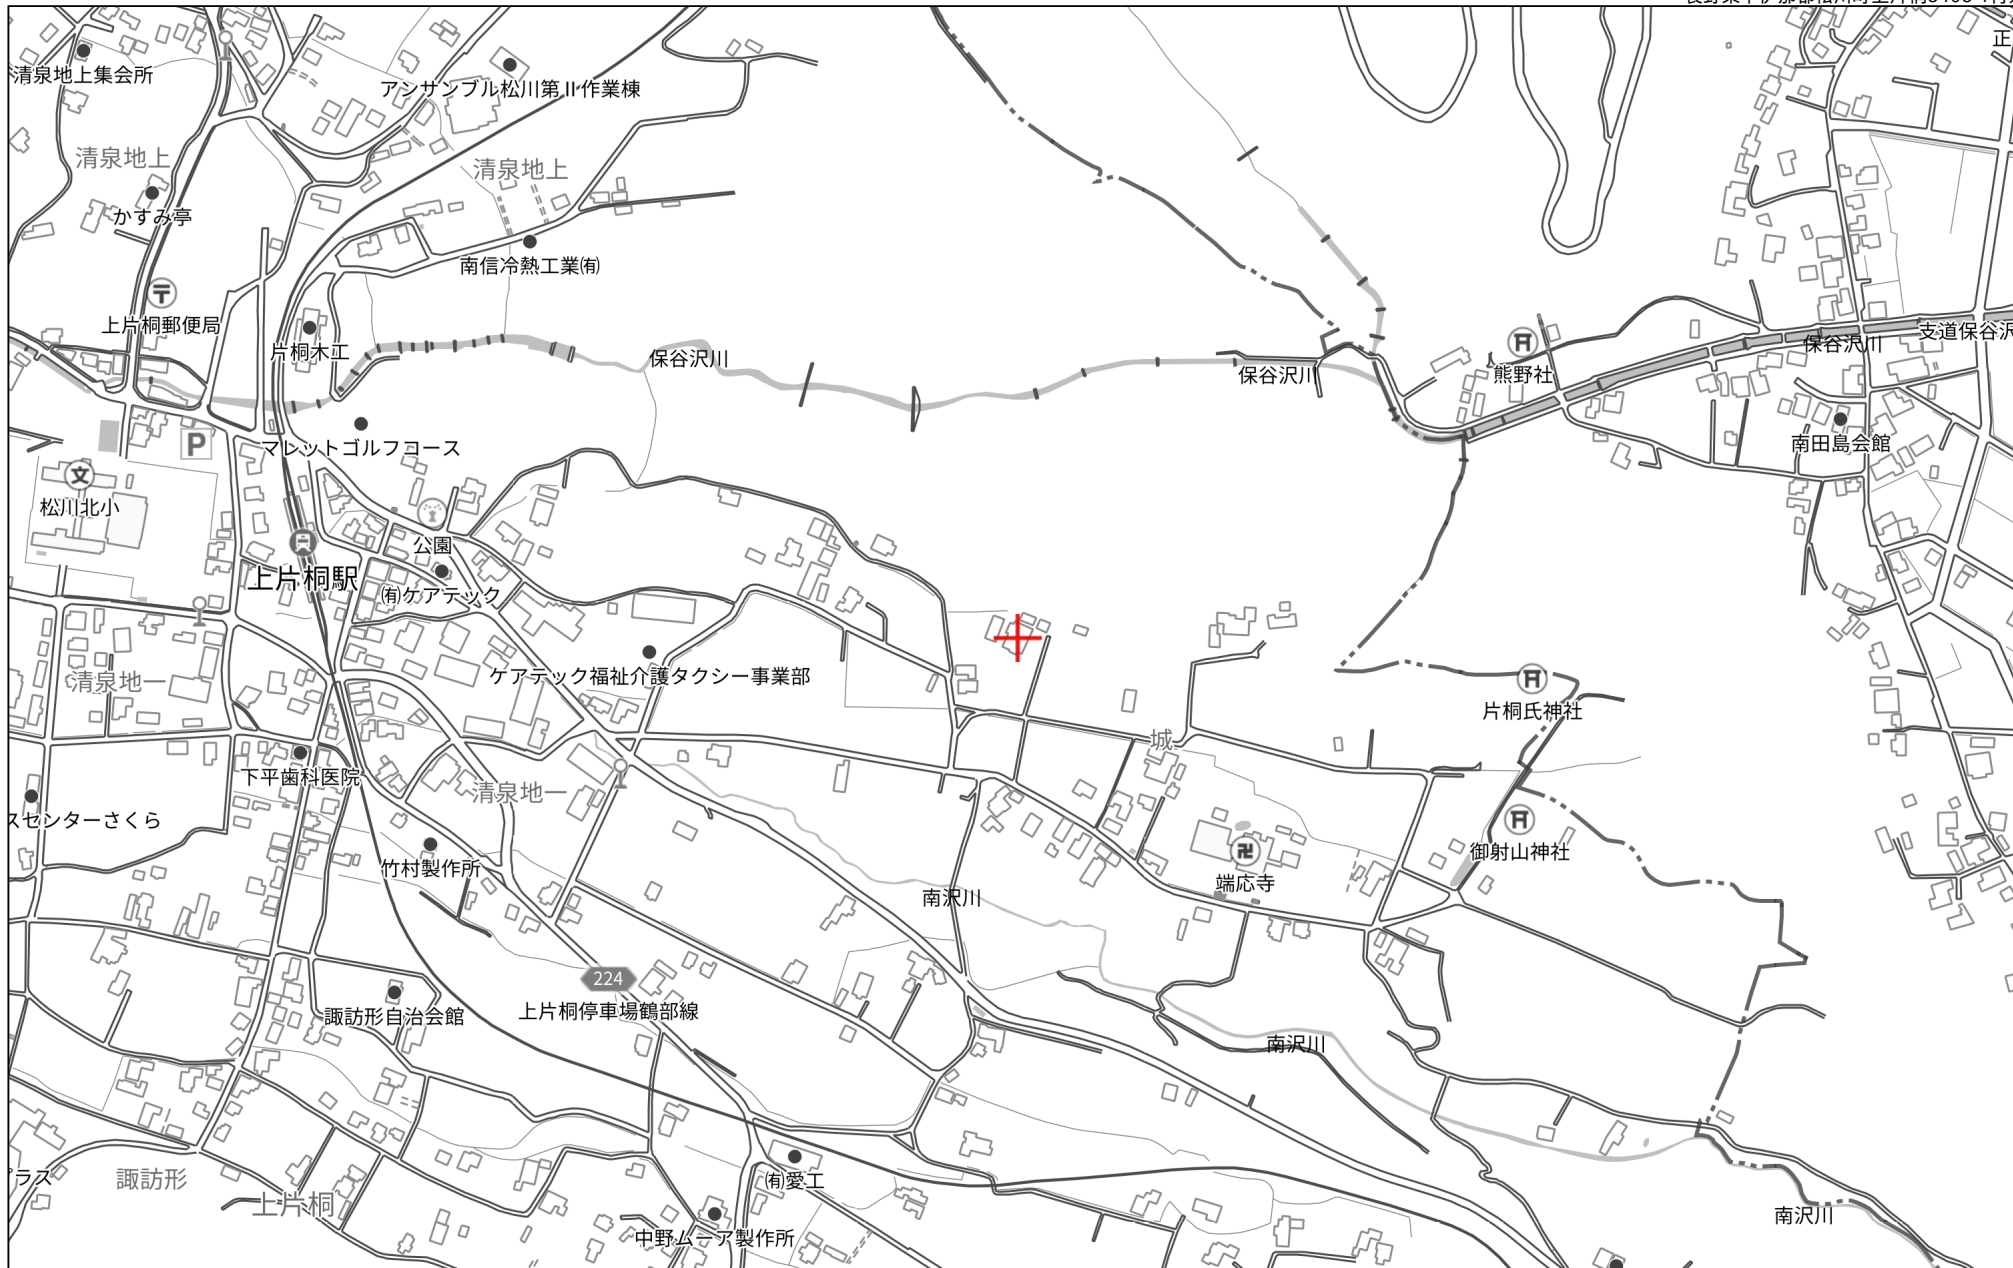 正
清泉地上集会所
アンサンブル松川第Ⅱ作業棟
清泉地上
清泉地上
かすみ亭
南信冷熱工業㈲
上片桐郵便局
片桐木工
保谷沢川
保谷沢川
熊野社
保谷沢川
支道保谷沢
南田島会館
マレットゴルフコース
P
文
松川北小
公園
上片桐駅
㈲ケアテック
ケアテック福祉介護タクシー事業部
清泉地一
片桐氏神社
城
下平歯科医院
清泉地一
スセンターさくら
竹村製作所
御射山神社
端応寺
南沢川
224
上片桐停車場鶴部線
諏訪形自治会館
南沢川
ラス
諏訪形
上片桐
㈲愛工
中野ムーア製作所
南沢川